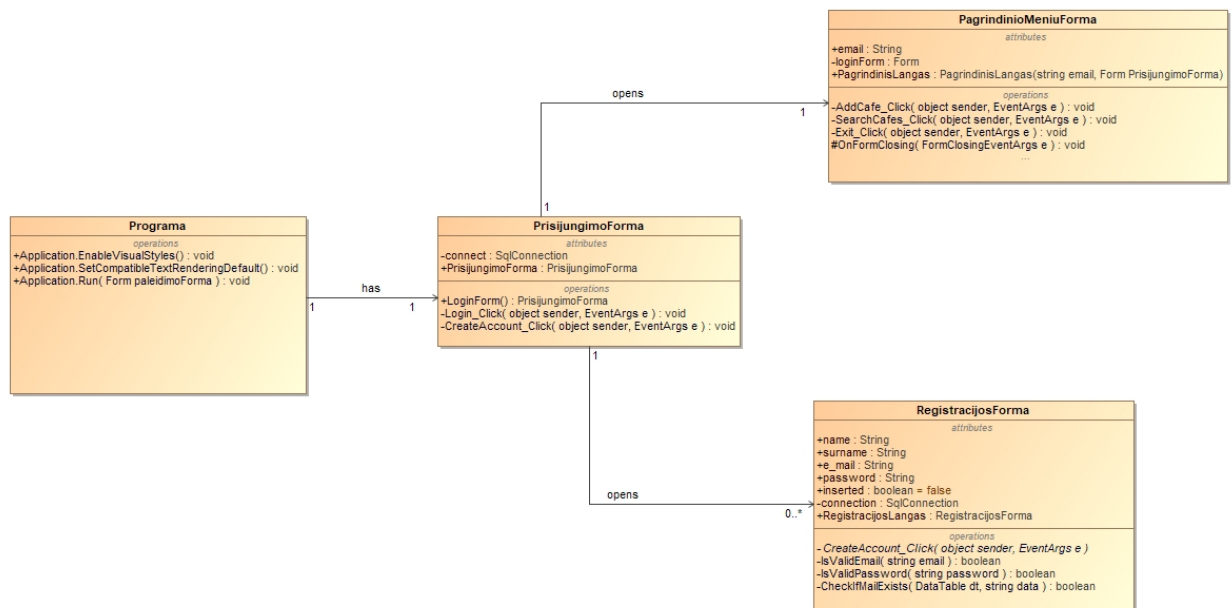 PagrindinioMeniuForma
attributes
+email : String
-loginForm : Form
+PagrindinisLangas : PagrindinisLangas(string email, Form PrisijungimoForma)
operations
-AddCafe_Click( object sender, EventArgs e ) : void
-SearchCafes_Click( object sender, EventArgs e ) : void
-Exit_Click( object sender, EventArgs e ) : void
#OnFormClosing( FormClosingEventArgs e ) : void
...
opens
1
1
Programa
operations
+Application.EnableVisualStyles() : void
+Application.SetCompatibleTextRenderingDefault() : void
+Application.Run( Form paleidimoForma ) : void
has
1
1
PrisijungimoForma
attributes
-connect : SqlConnection
+PrisijungimoForma : PrisijungimoForma
operations
+LoginForm() : PrisijungimoForma
-Login_Click( object sender, EventArgs e ) : void
-CreateAccount_Click( object sender, EventArgs e ) : void
1
opens
0..*
RegistracijosForma
attributes
+name : String
+surname : String
+e_mail : String
+password : String
+inserted : boolean = false
-connection : SqlConnection
+RegistracijosLangas : RegistracijosForma
operations
- CreateAccount_Click( object sender, EventArgs e )
-IsValidEmail( string email ) : boolean
-IsValidPassword( string password ) : boolean
-CheckIfMailExists( DataTable dt, string data ) : boolean